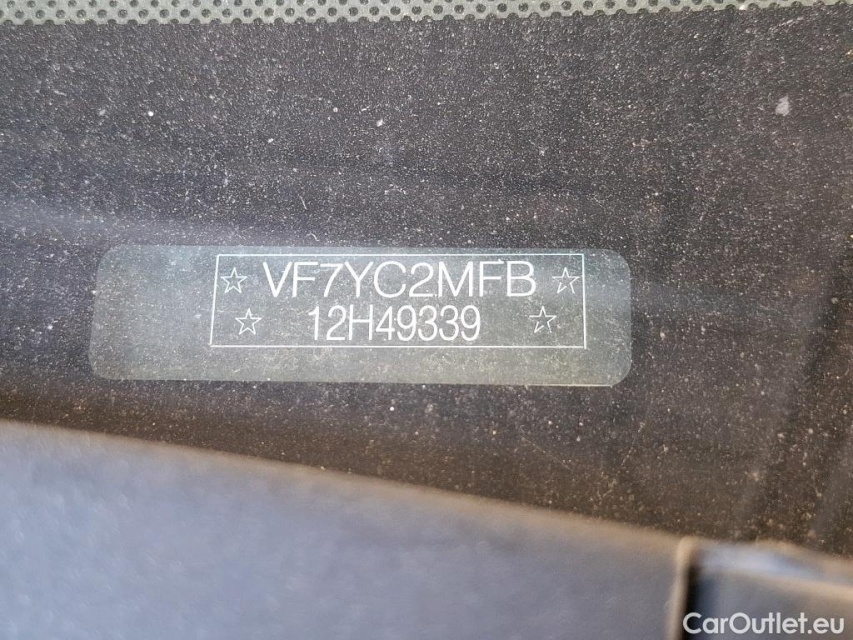 ☆ VF7YC2MFB ☆
☆ 12H49339 ☆
CarOutlet.eu